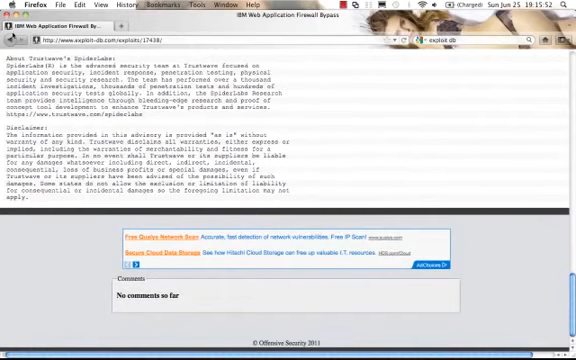 Firefox File Edit View History Bookmarks Tools Window Help (Charged) Sun Jun 25 19:15:52
IBM Web Application Firewall Bypass
IBM Web Application Firewall By...
http://www.exploit-db.com/exploits/17438/
exploit db
About Trustwave's SpiderLabs:
SpiderLabs(R) is the advanced security team at Trustwave focused on
application security, incident response, penetration testing, physical
security and security research. The team has performed over a thousand
incident investigations, thousands of penetration tests and hundreds of
application security tests globally. In addition, the SpiderLabs Research
team provides intelligence through bleeding-edge research and proof of
concept tool development to enhance Trustwave's products and services.
https://www.trustwave.com/spiderlabs
Disclaimer:
The information provided in this advisory is provided "as is" without
warranty of any kind. Trustwave disclaims all warranties, either express or
implied, including the warranties of merchantability and fitness for a
particular purpose. In no event shall Trustwave or its suppliers be liable
for any damages whatsoever including direct, indirect, incidental,
consequential, loss of business profits or special damages, even if
Trustwave or its suppliers have been advised of the possibility of such
damages. Some states do not allow the exclusion or limitation of liability
for consequential or incidental damages so the foregoing limitation may not
apply.
Free Qualys Network Scan Accurate, fast detection of network vulnerabilities. Free IP Scan! www.qualys.com
Secure Cloud Data Storage See how Hitachi Cloud Storage can free up valuable I.T. resources. HDS.com/Cloud
AdChoices
Comments
No comments so far
© Offensive Security 2011